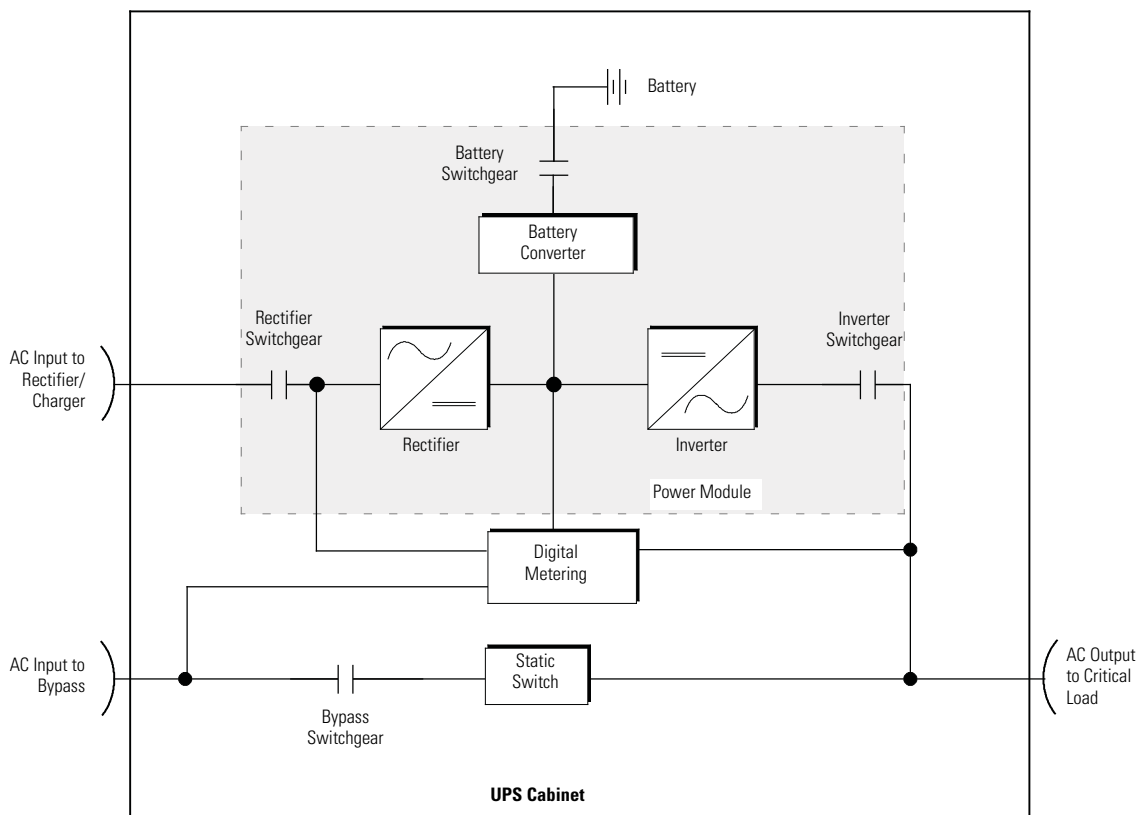 Battery
Battery
Switchgear
Battery
Converter
Rectifier
Switchgear
Inverter
Switchgear
AC Input to
Rectifier/
Charger
Rectifier
Inverter
Power Module
Digital
Metering
AC Input to
Bypass
Static
Switch
AC Output
to Critical
Load
Bypass
Switchgear
UPS Cabinet